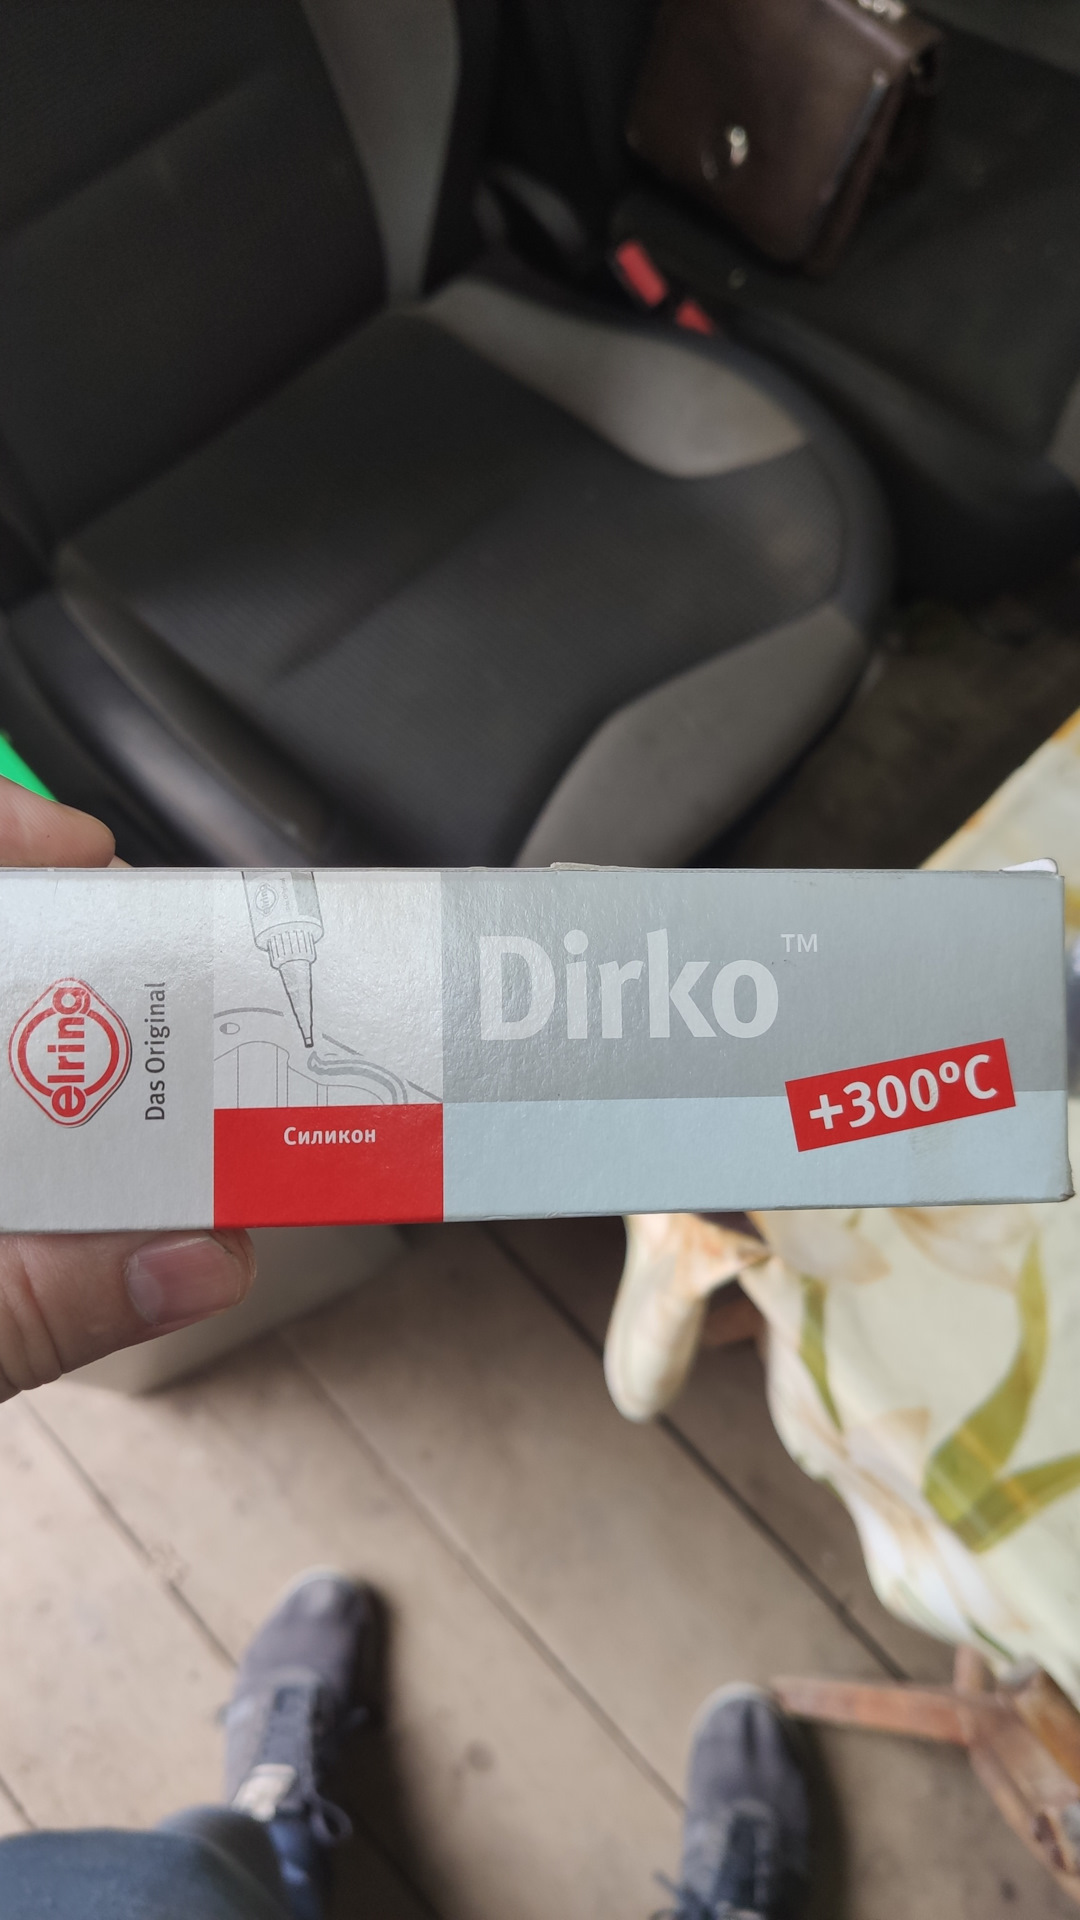 elring
Das Original
Силикон
Dirko™
+300°C